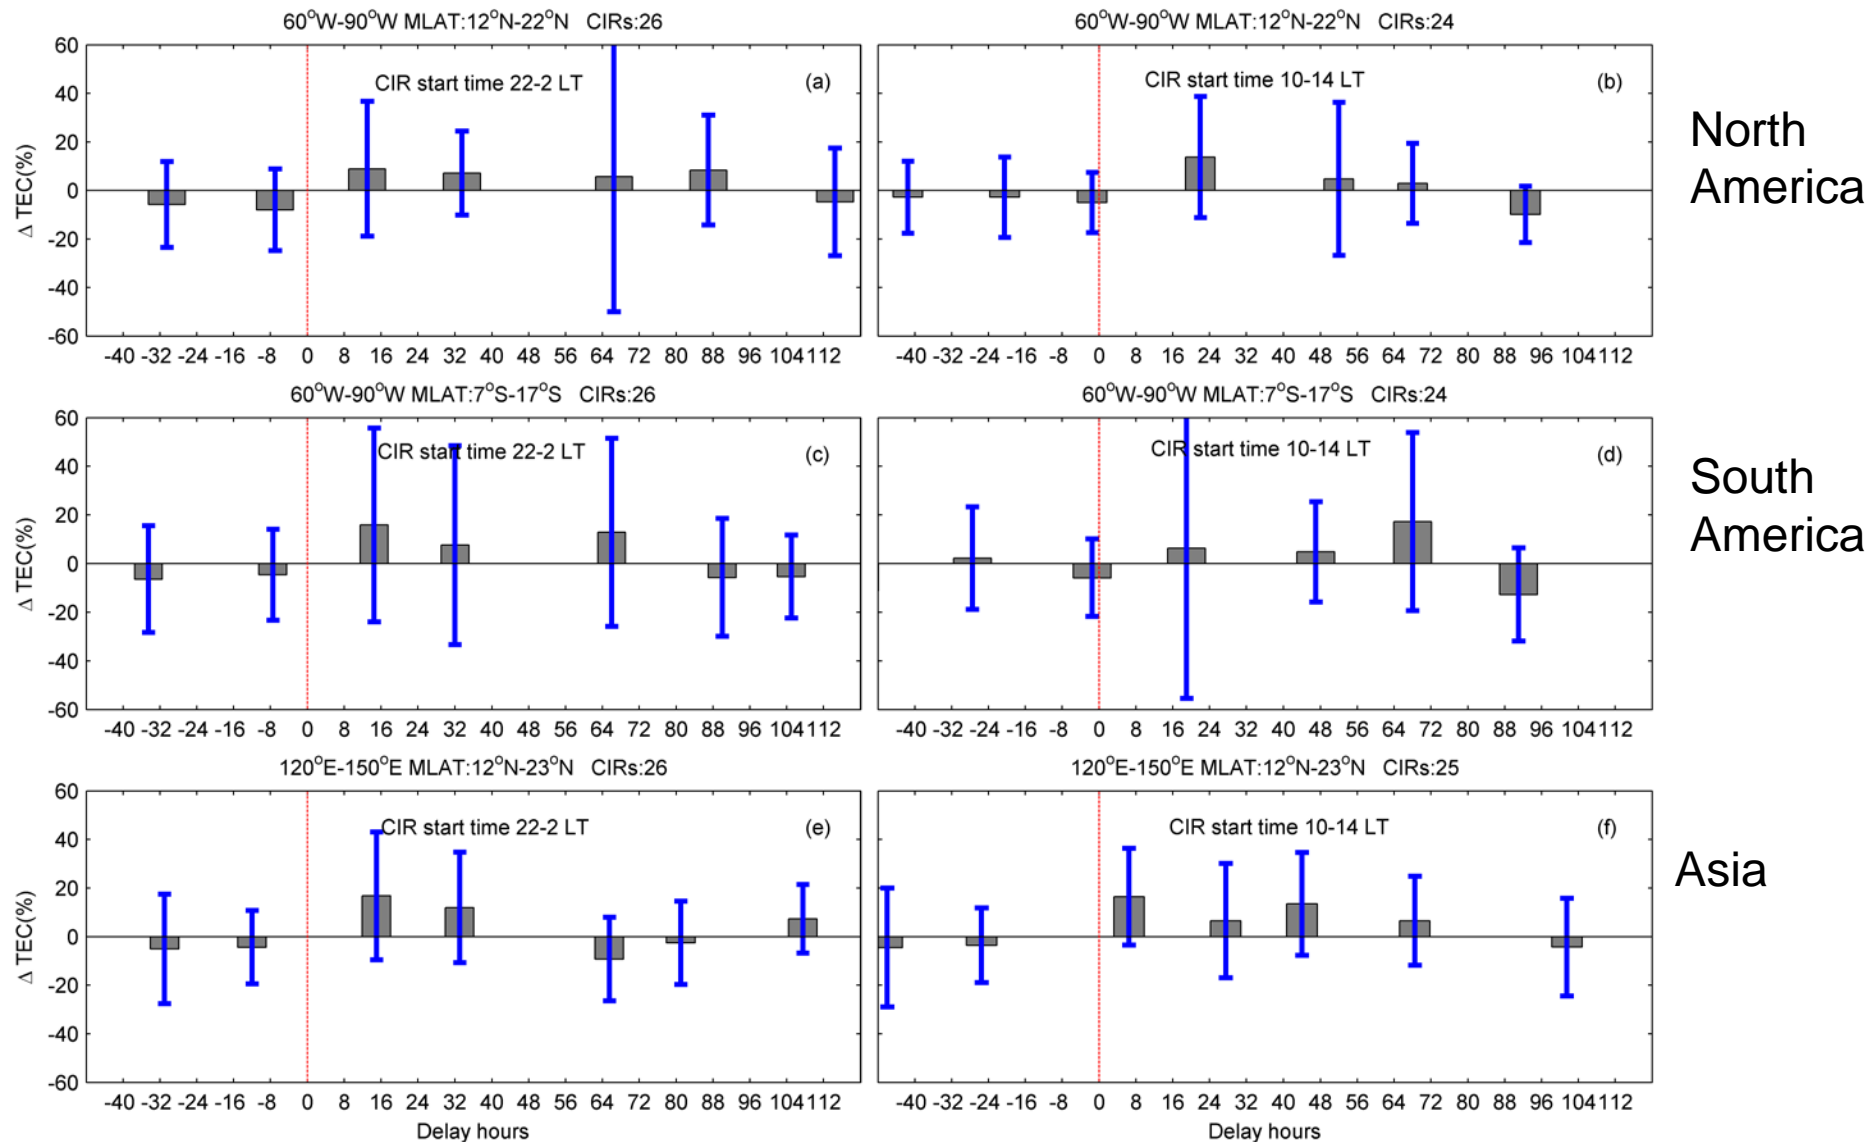 60°W-90°W MLAT:12°N-22°N CIRs:26
60°W-90°W MLAT:12°N-22°N CIRs:24
60
40
20
0
-20
-40
-60
Δ TEC(%)
CIR start time 22-2 LT
(a)
CIR start time 10-14 LT
(b)
North
America
-40 -32 -24 -16 -8 0 8 16 24 32 40 48 56 64 72 80 88 96 104 112
-40 -32 -24 -16 -8 0 8 16 24 32 40 48 56 64 72 80 88 96 104 112
60°W-90°W MLAT:7°S-17°S CIRs:26
60°W-90°W MLAT:7°S-17°S CIRs:24
60
40
20
0
-20
-40
-60
Δ TEC(%)
CIR start time 22-2 LT
(c)
CIR start time 10-14 LT
(d)
South
America
-40 -32 -24 -16 -8 0 8 16 24 32 40 48 56 64 72 80 88 96 104 112
-40 -32 -24 -16 -8 0 8 16 24 32 40 48 56 64 72 80 88 96 104 112
120°E-150°E MLAT:12°N-23°N CIRs:26
120°E-150°E MLAT:12°N-23°N CIRs:25
60
40
20
0
-20
-40
-60
Δ TEC(%)
CIR start time 22-2 LT
(e)
CIR start time 10-14 LT
(f)
Asia
-40 -32 -24 -16 -8 0 8 16 24 32 40 48 56 64 72 80 88 96 104 112
-40 -32 -24 -16 -8 0 8 16 24 32 40 48 56 64 72 80 88 96 104 112
Delay hours
Delay hours